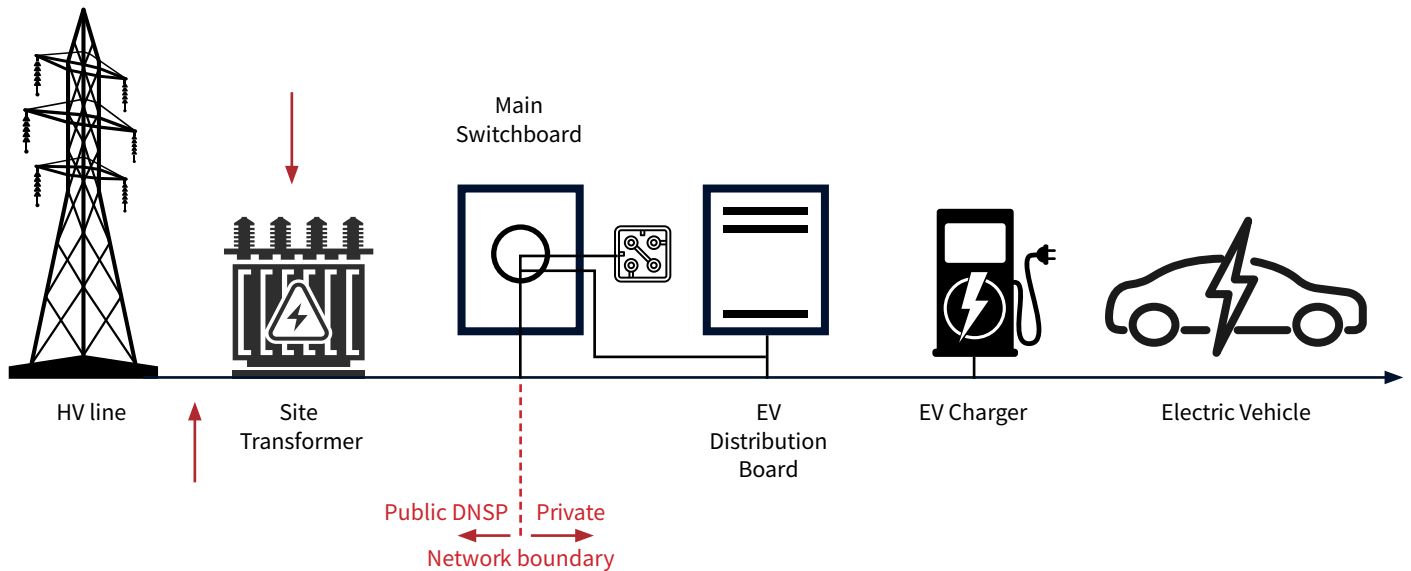 Main
Switchboard
HV line
Site
Transformer
EV
Distribution
Board
EV Charger
Electric Vehicle
Public DNSP
Private
Network boundary